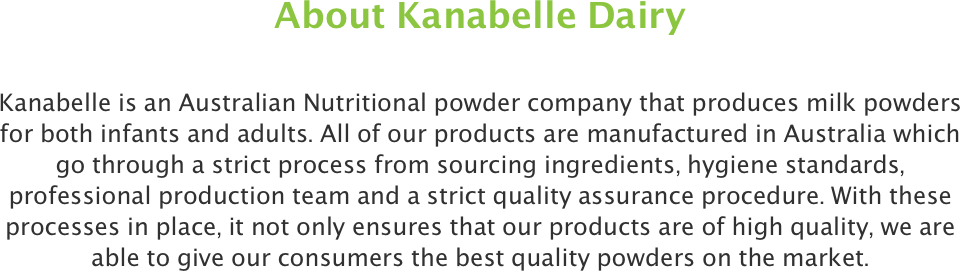 About Kanabelle Dairy
Kanabelle is an Australian Nutritional powder company that produces milk powders
for both infants and adults. All of our products are manufactured in Australia which
go through a strict process from sourcing ingredients, hygiene standards,
professional production team and a strict quality assurance procedure. With these
processes in place, it not only ensures that our products are of high quality, we are
able to give our consumers the best quality powders on the market.